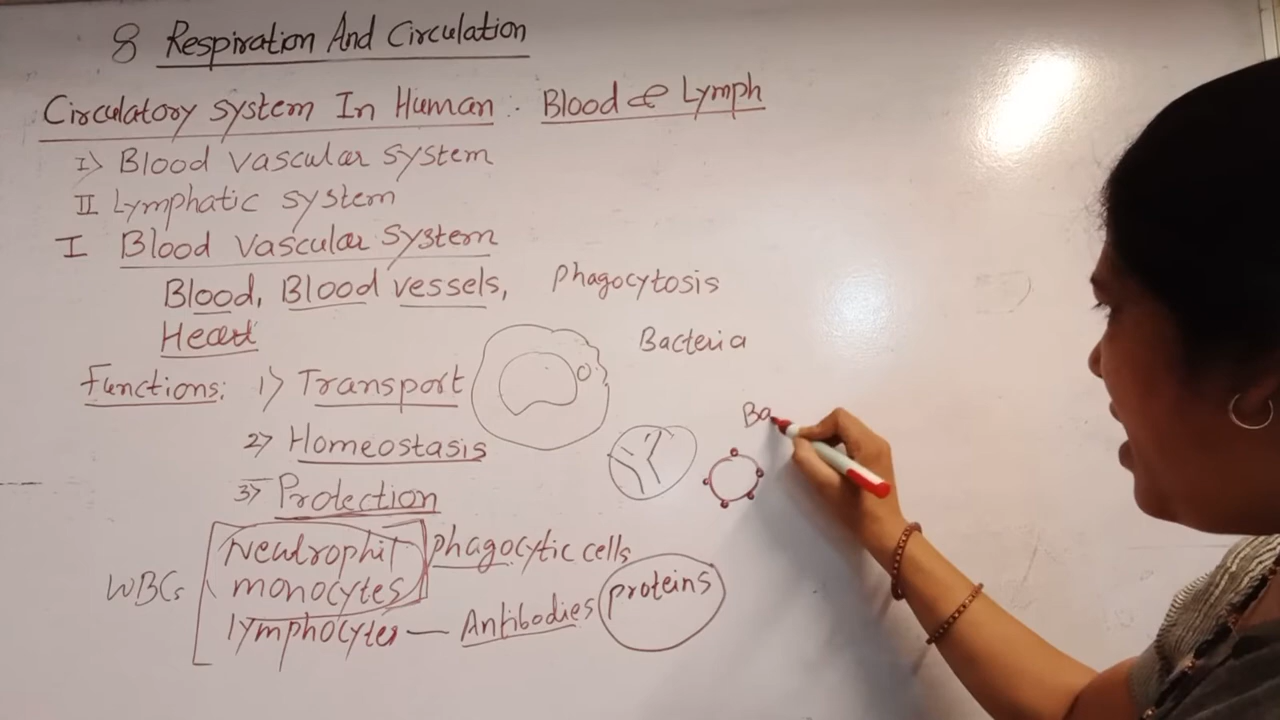 8 Respiration And Circulation
Circulatory system In Human. Blood & Lymph
I> Blood vascular system
II Lymphatic system
I Blood Vascular System
Blood, Blood vessels, Phagocytosis
Heart
Bacteria
Functions: 1) Transport
Ba
2> Homeostasis
3> Protection
Neutrophil phagocytic cells
WBCs monocytes
lymphocytes — Antibodies proteins